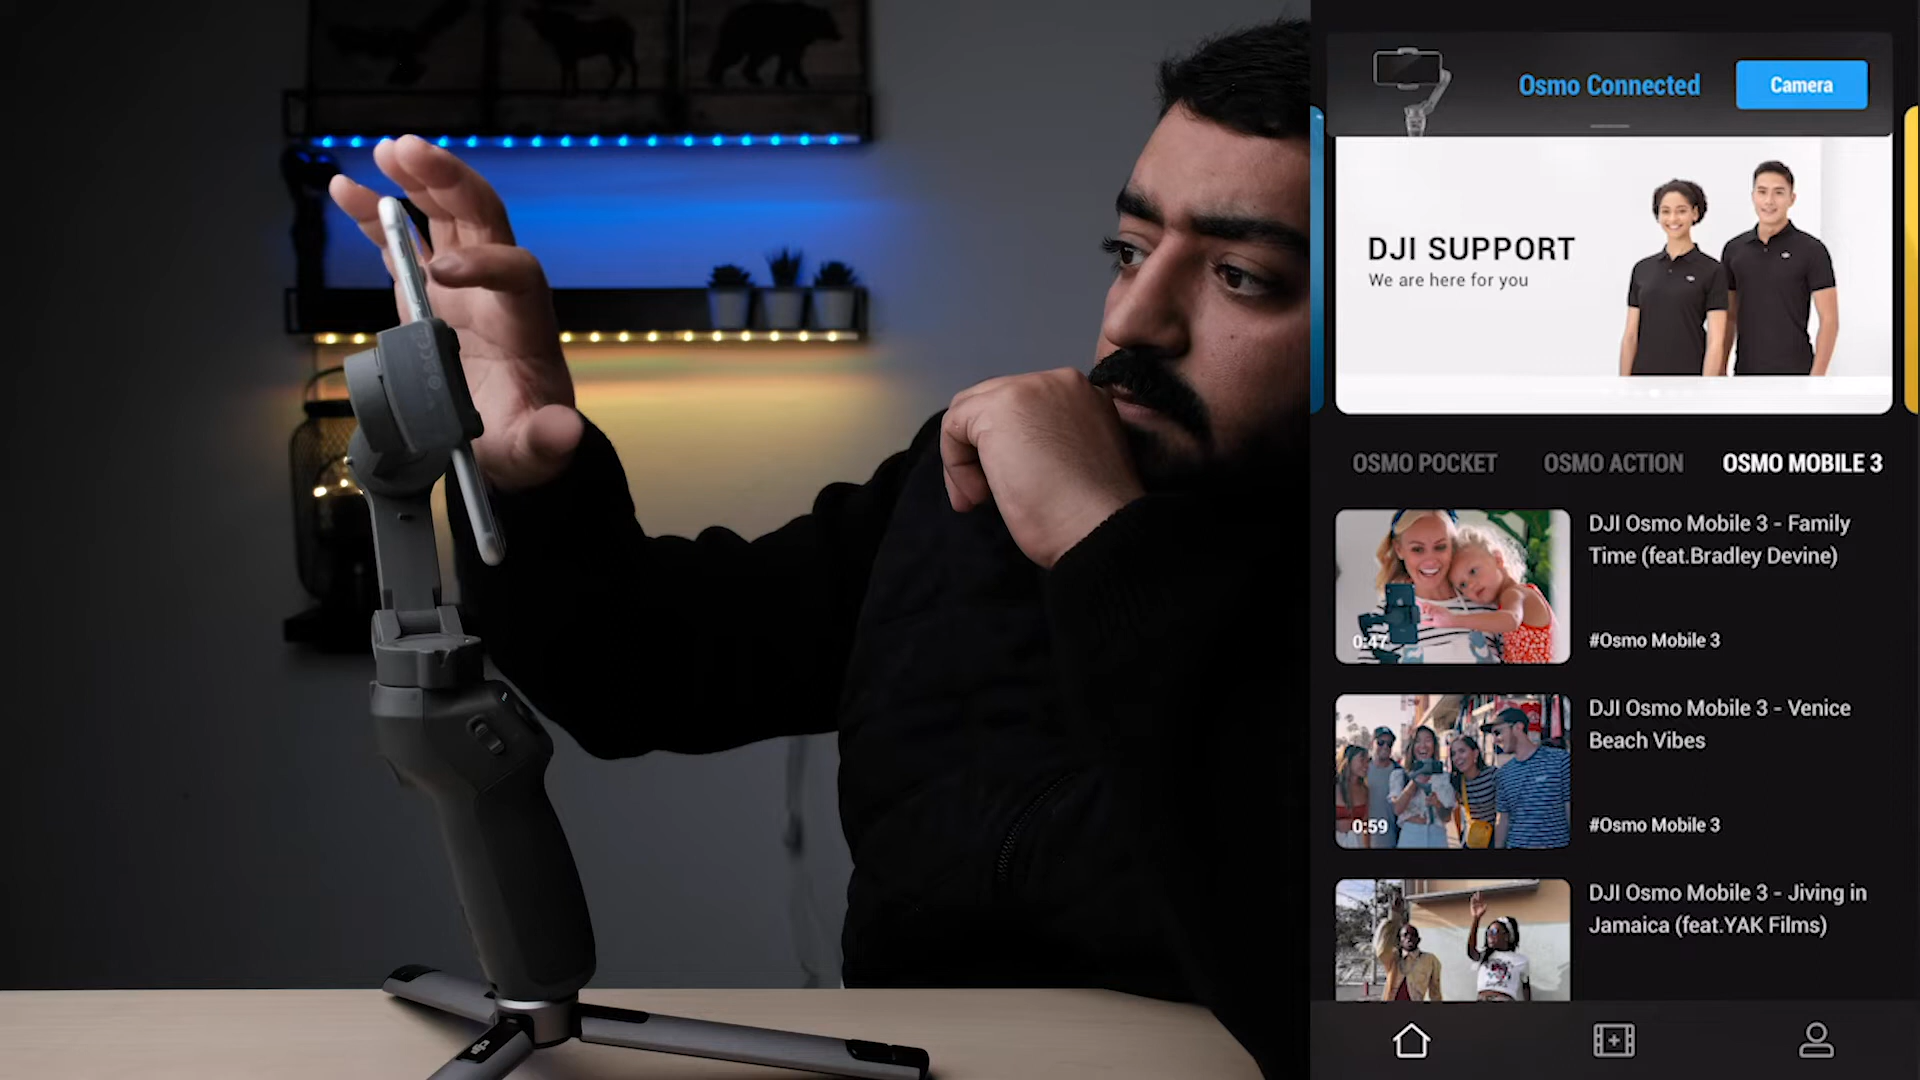 Osmo Connected
Camera
DJI SUPPORT
We are here for you
OSMO POCKET
OSMO ACTION
OSMO MOBILE 3
DJI Osmo Mobile 3 - Family
Time (feat.Bradley Devine)
0:47
#Osmo Mobile 3
DJI Osmo Mobile 3 - Venice
Beach Vibes
0:59
#Osmo Mobile 3
DJI Osmo Mobile 3 - Jiving in
Jamaica (feat.YAK Films)
dji